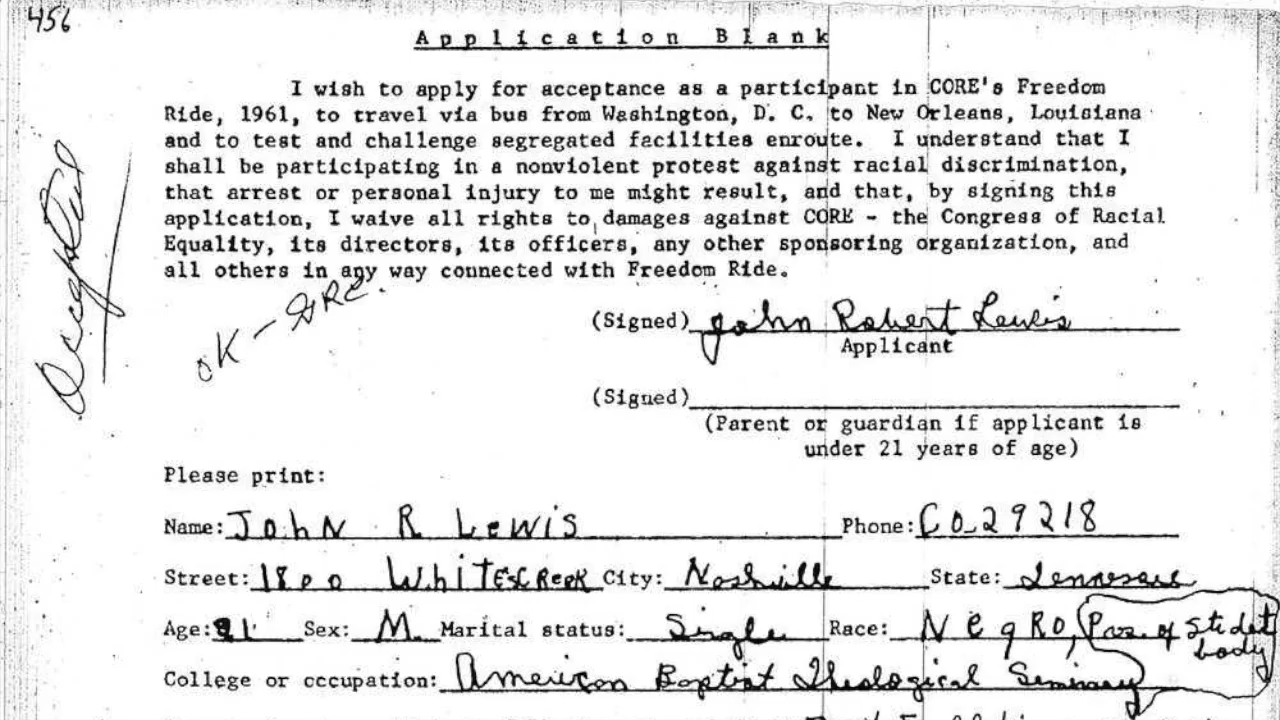 456
Application Blank
I wish to apply for acceptance as a participant in CORE's Freedom
Ride, 1961, to travel via bus from Washington, D. C. to New Orleans, Louisiana
and to test and challenge segregated facilities enroute. I understand that I
shall be participating in a nonviolent protest against racial discrimination,
that arrest or personal injury to me might result, and that, by signing this
application, I waive all rights to damages against CORE - the Congress of Racial
Equality, its directors, its officers, any other sponsoring organization, and
all others in any way connected with Freedom Ride.
Accepted
OK -
(Signed) John Robert Lewis
Applicant
(Signed)
(Parent or guardian if applicant is
under 21 years of age)
Please print:
Name: John R Lewis Phone: CO-29218
Street: 1800 WhitesCreek City: Nashville State: Tennessee
Age: 21 Sex: M. Marital status: Single Race: Negro, Pres. of Studet
body
College or occupation: American Baptist Theological Seminary